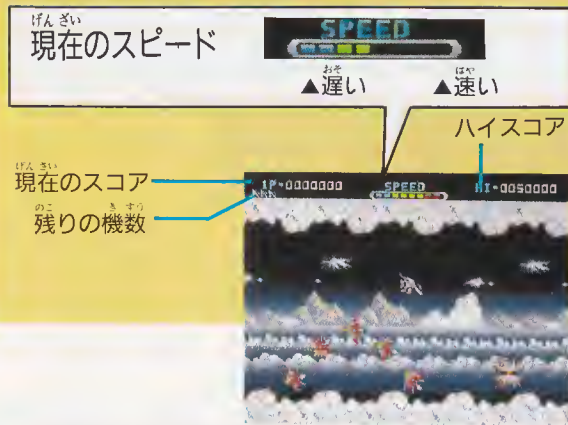 げんざい
現在のスピード
SPEED
おそ はや
▲遅い ▲速い
ハイスコア
げんざい
現在のスコア
1P-0000000 SPEED HI-0050000
のこ きすう
残りの機数